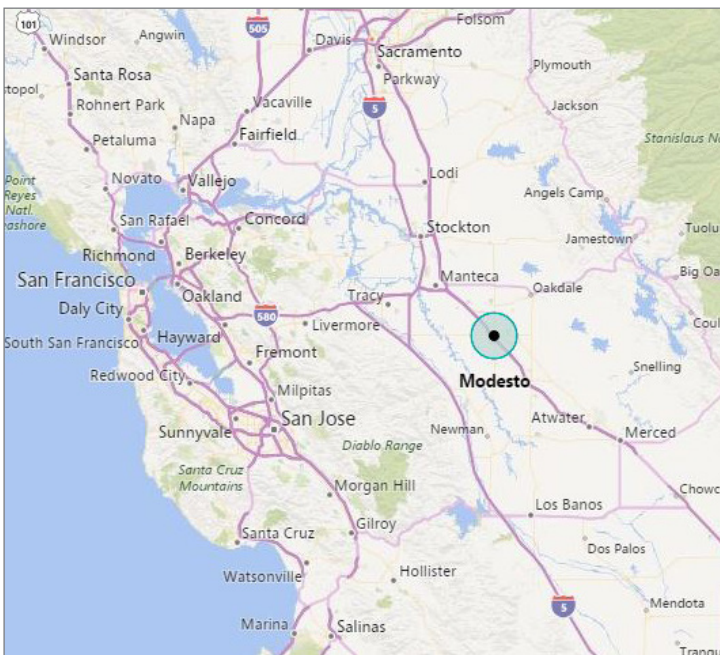 101
Windsor
Angwin
505
Davis
Folsom
Sacramento
Parkway
Plymouth
Santa Rosa
Rohnert Park
Napa
Vacaville
5
Jackson
Petaluma
Fairfield
Stanislaus
Point
Reyes
Natl.
Novato
Vallejo
Lodi
Angels Camp
San Rafael
Concord
Stockton
Jamestown
Richmond
Berkeley
San Francisco
Oakland
Manteca
Oakdale
Big Oa
Daly City
Tracy
580
South San Francisco
Hayward
Livermore
Fremont
Snelling
Redwood City
Milpitas
Modesto
Sunnyvale
San Jose
Atwater
Newman
Merced
Diablo Range
Santa Cruz
Mountains
Morgan Hill
Chowc
Los Banos
Gilroy
Santa Cruz
Dos Palos
Watsonville
Hollister
5
Mendota
Marina
Salinas